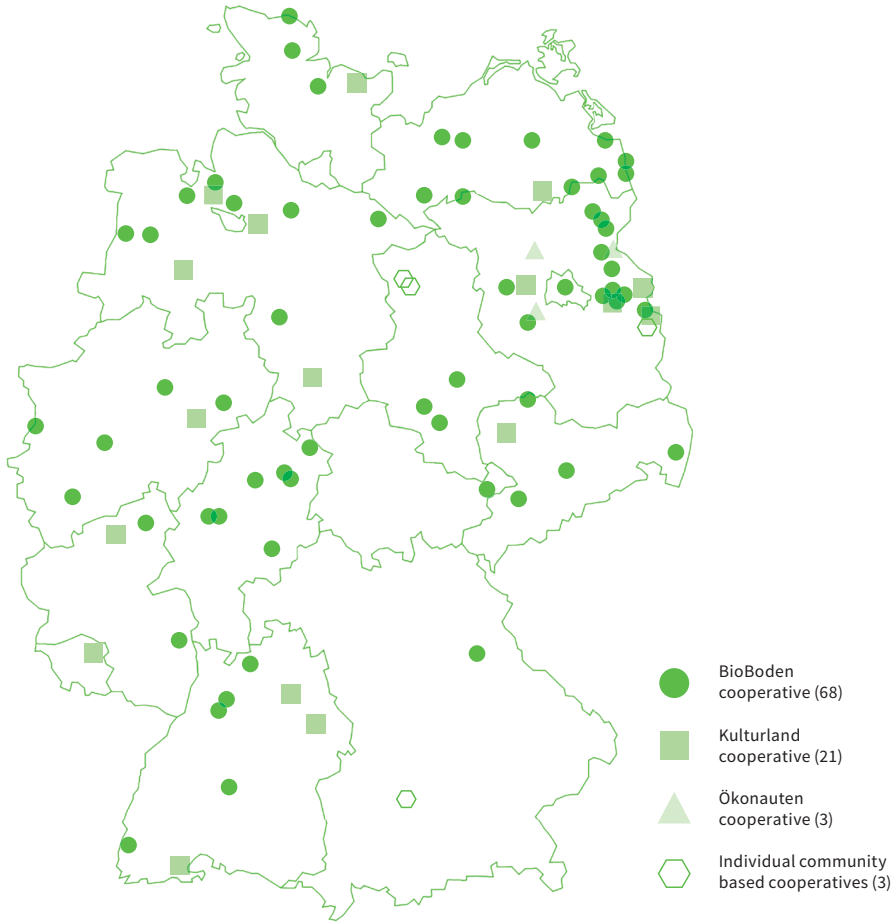 BioBoden
cooperative (68)
Kulturland
cooperative (21)
Ökonauten
cooperative (3)
Individual community
based cooperatives (3)